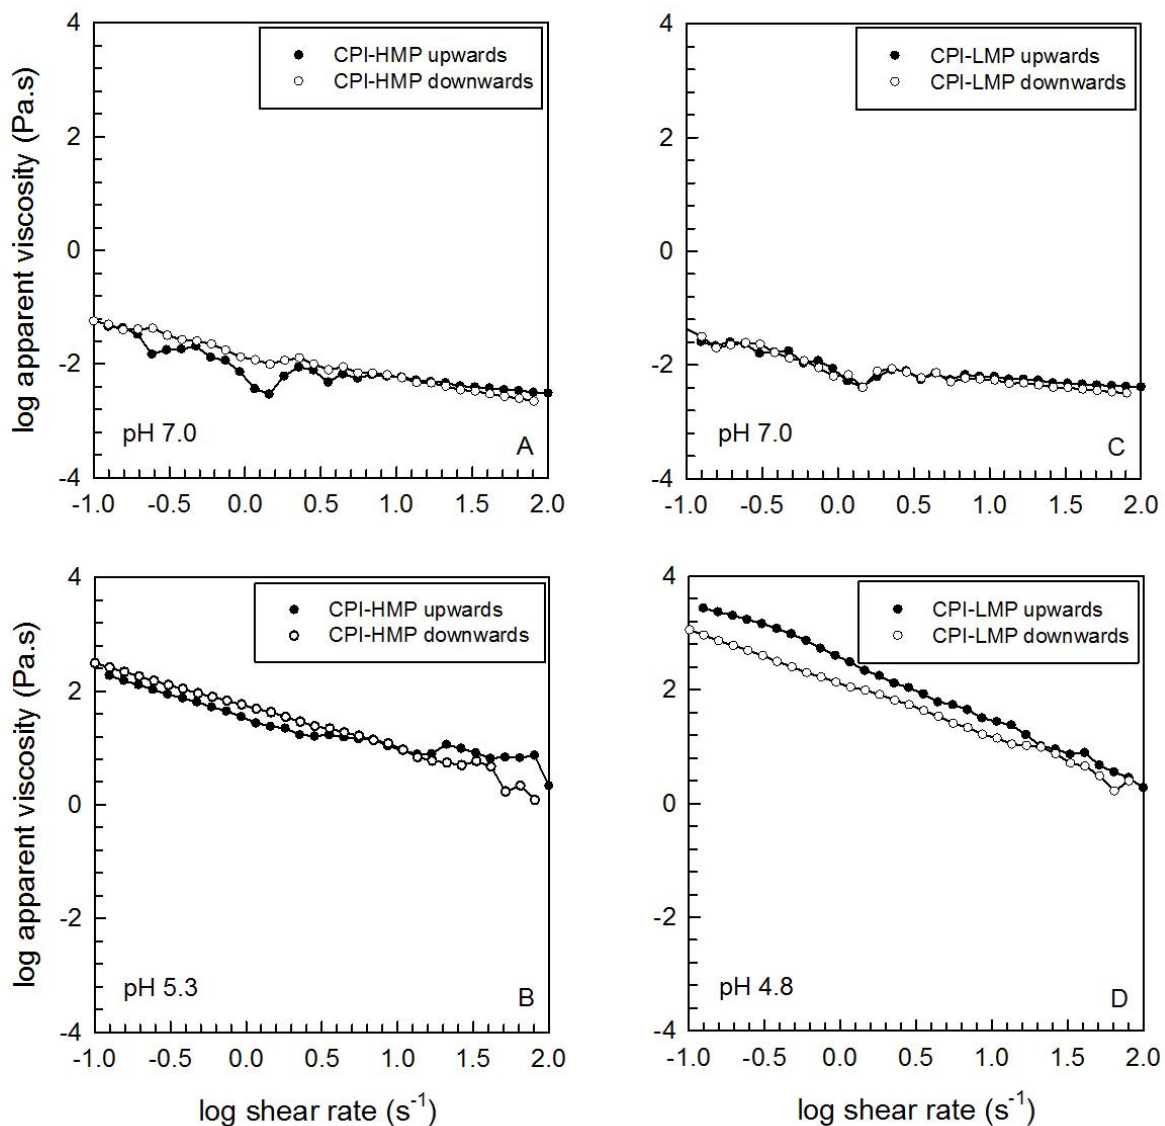 CPI-HMP upwards
CPI-HMP downwards
log apparent viscosity (Pa.s)
4
2
0
-2
-4
pH 7.0
A
-1.0 -0.5 0.0 0.5 1.0 1.5 2.0
CPI-LMP upwards
CPI-LMP downwards
4
2
0
-2
-4
pH 7.0
C
-1.0 -0.5 0.0 0.5 1.0 1.5 2.0
CPI-HMP upwards
CPI-HMP downwards
log apparent viscosity (Pa.s)
4
2
0
-2
-4
pH 5.3
B
-1.0 -0.5 0.0 0.5 1.0 1.5 2.0
log shear rate (s⁻¹)
CPI-LMP upwards
CPI-LMP downwards
4
2
0
-2
-4
pH 4.8
D
-1.0 -0.5 0.0 0.5 1.0 1.5 2.0
log shear rate (s⁻¹)